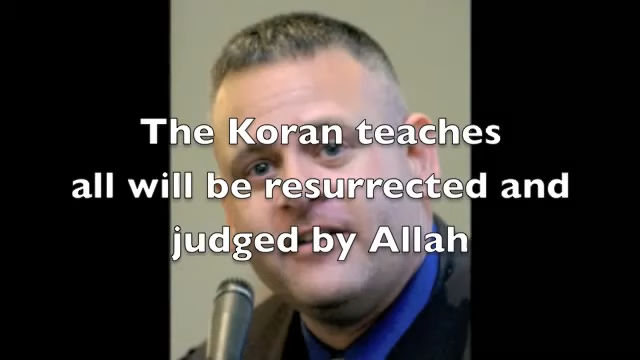 The Koran teaches
all will be resurrected and
judged by Allah